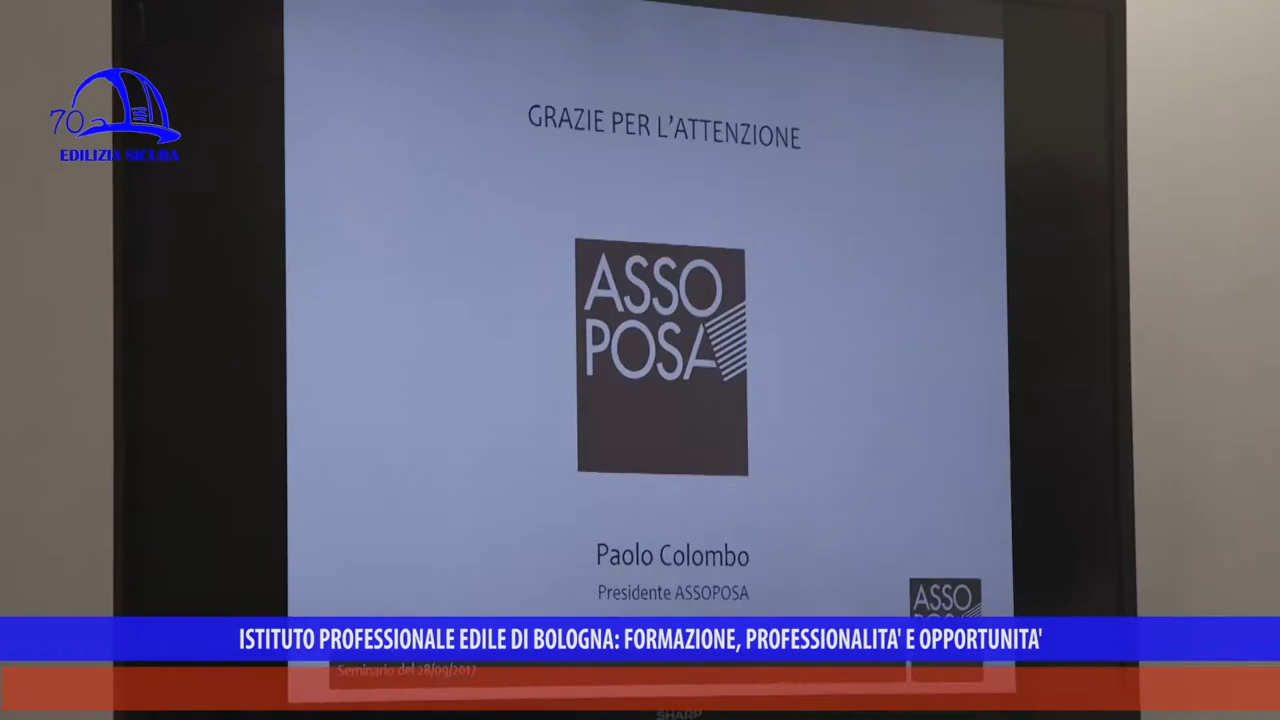 70
EDILIZIA SICURA
GRAZIE PER L'ATTENZIONE
ASSO
POSA
Paolo Colombo
Presidente ASSOPOSA
ASSO
POSA
ISTITUTO PROFESSIONALE EDILE DI BOLOGNA: FORMAZIONE, PROFESSIONALITA' E OPPORTUNITA'
Seminario del 28/09/2017
SHARP